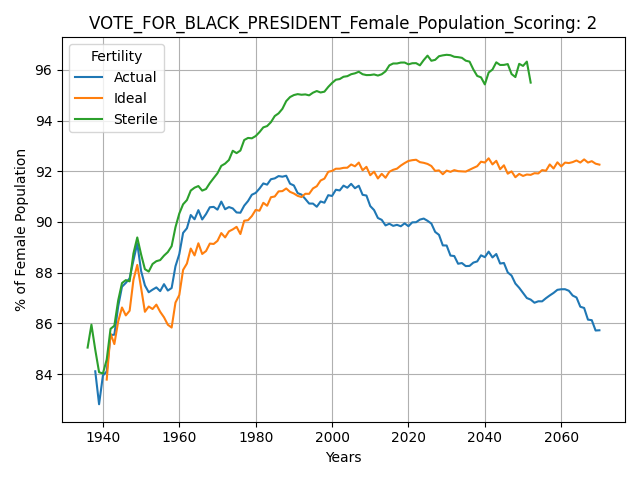 VOTE_FOR_BLACK_PRESIDENT_Female_Population_Scoring: 2
Fertility
Actual
Ideal
Sterile
% of Female Population
96
94
92
90
88
86
84
1940 1960 1980 2000 2020 2040 2060
Years